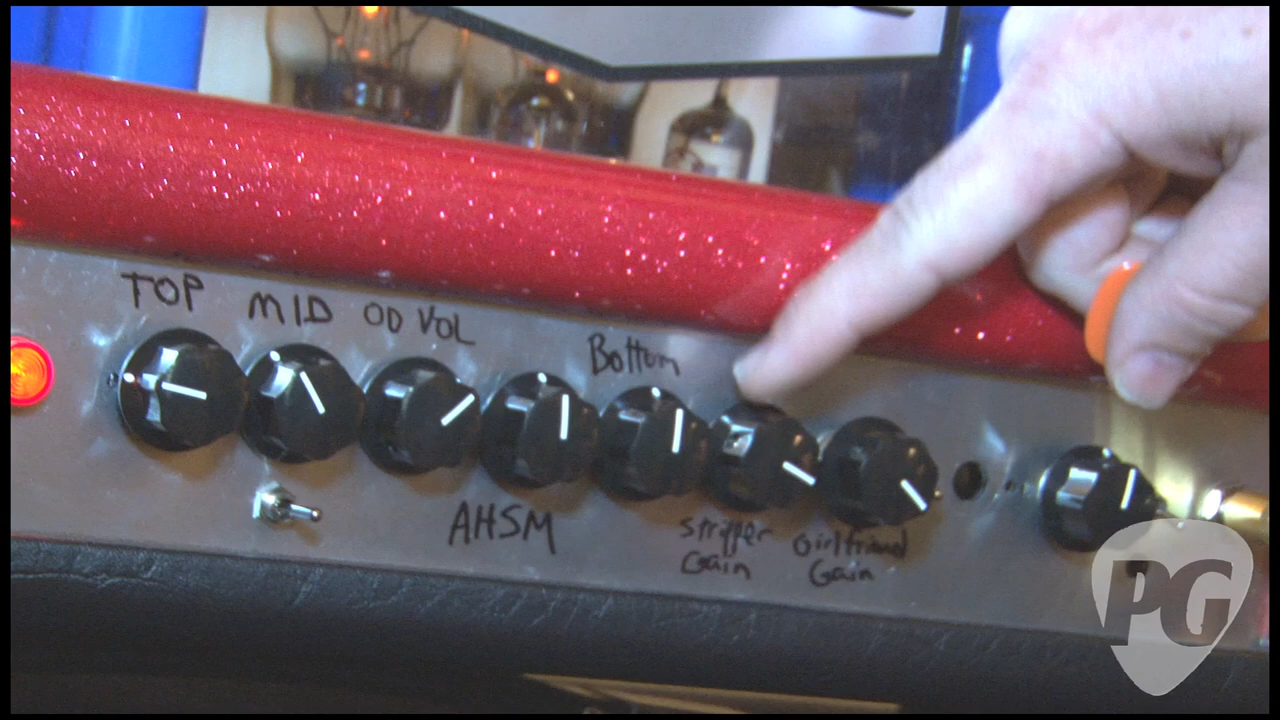 TOP MID OD VOL
Bottom
AHSM
stripper
Gain
Girlfriend
Gain
PG